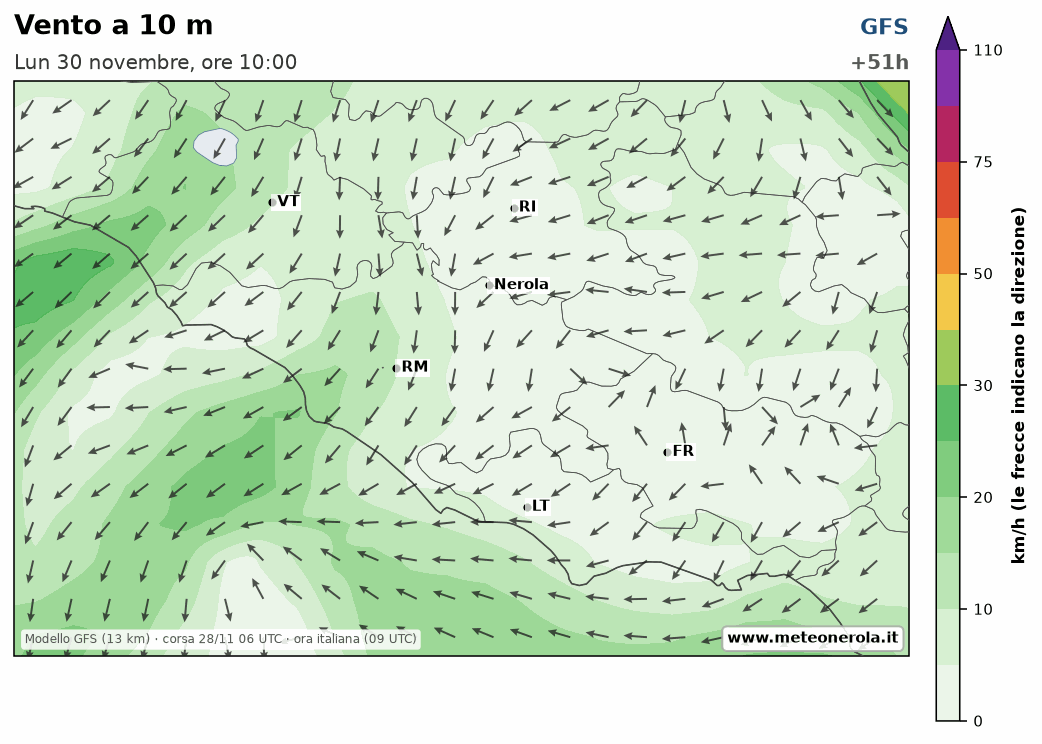 Vento a 10 m
GFS
Lun 30 novembre, ore 10:00
+51h
VT
RI
Nerola
RM
FR
LT
Modello GFS (13 km) · corsa 28/11 06 UTC · ora italiana (09 UTC)
www.meteonerola.it
110
75
50
30
20
10
0
km/h (le frecce indicano la direzione)